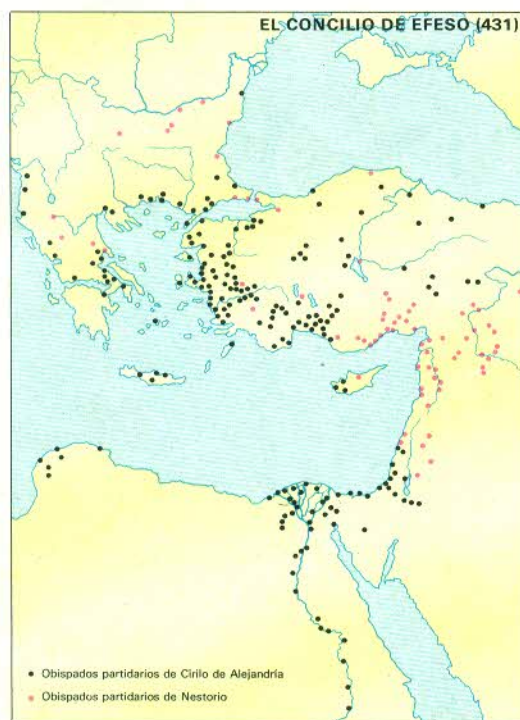 EL CONCILIO DE EFESO (431)
Obispados partidarios de Cirilo de Alejandría
Obispados partidarios de Nestorio